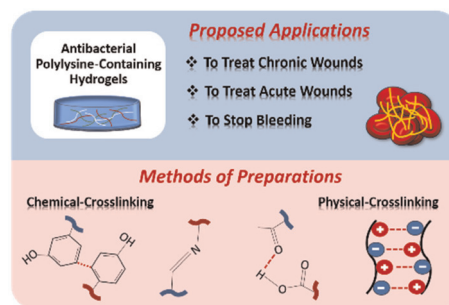 Antibacterial
Polylysine-Containing
Hydrogels
Proposed Applications
❖ To Treat Chronic Wounds
❖ To Treat Acute Wounds
❖ To Stop Bleeding
Methods of Preparations
Chemical-Crosslinking
Physical-Crosslinking
HO
OH
N
O
H
O
O
+ -
+ -
+ -
+ -